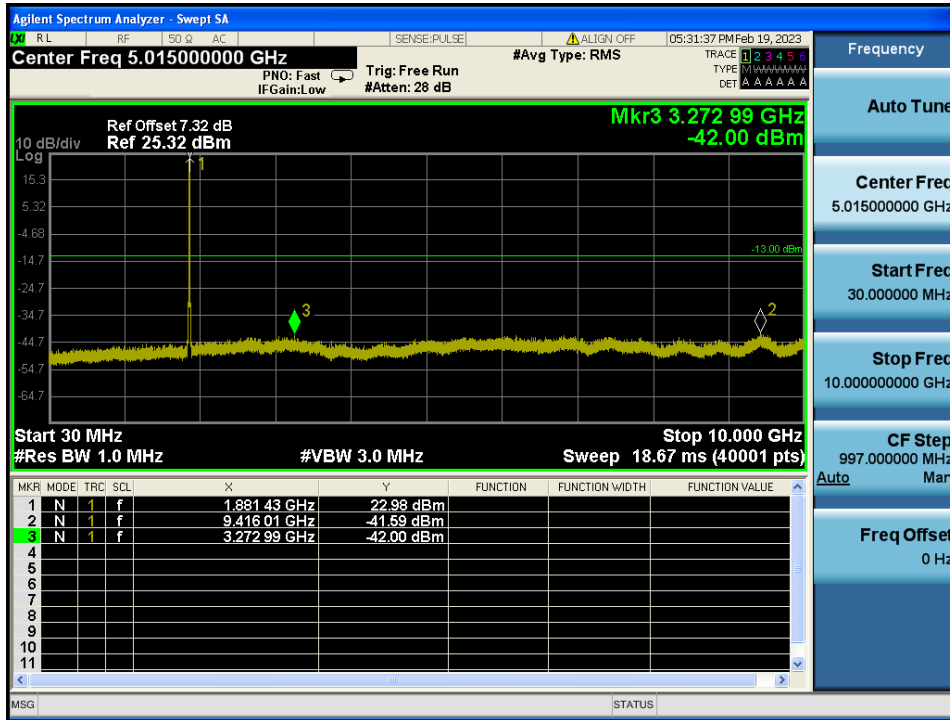 Agilent Spectrum Analyzer - Swept SA
LXI RL RF 50 Ω AC SENSE:PULSE ALIGN OFF 05:31:37 PM Feb 19, 2023
Center Freq 5.015000000 GHz #Avg Type: RMS TRACE 1 2 3 4 5 6
PNO: Fast Trig: Free Run TYPE
IFGain:Low #Atten: 28 dB DET A A A A A A
Mkr3 3.272 99 GHz
-42.00 dBm
Ref Offset 7.32 dB
10 dB/div Ref 25.32 dBm
Log
1
15.3
5.32
-4.68
-13.00 dBm
-14.7
-24.7
-34.7
3
2
-44.7
-54.7
-64.7
Start 30 MHz Stop 10.000 GHz
#Res BW 1.0 MHz #VBW 3.0 MHz Sweep 18.67 ms (40001 pts)
MKR MODE TRC SCL X Y FUNCTION FUNCTION WIDTH FUNCTION VALUE
1 N 1 f 1.881 43 GHz 22.98 dBm
2 N 1 f 9.416 01 GHz -41.59 dBm
3 N 1 f 3.272 99 GHz -42.00 dBm
4
5
6
7
8
9
10
11
MSG STATUS
Frequency
Auto Tune
Center Freq
5.015000000 GHz
Start Freq
30.000000 MHz
Stop Freq
10.000000000 GHz
CF Step
997.000000 MHz
Auto Man
Freq Offset
0 Hz